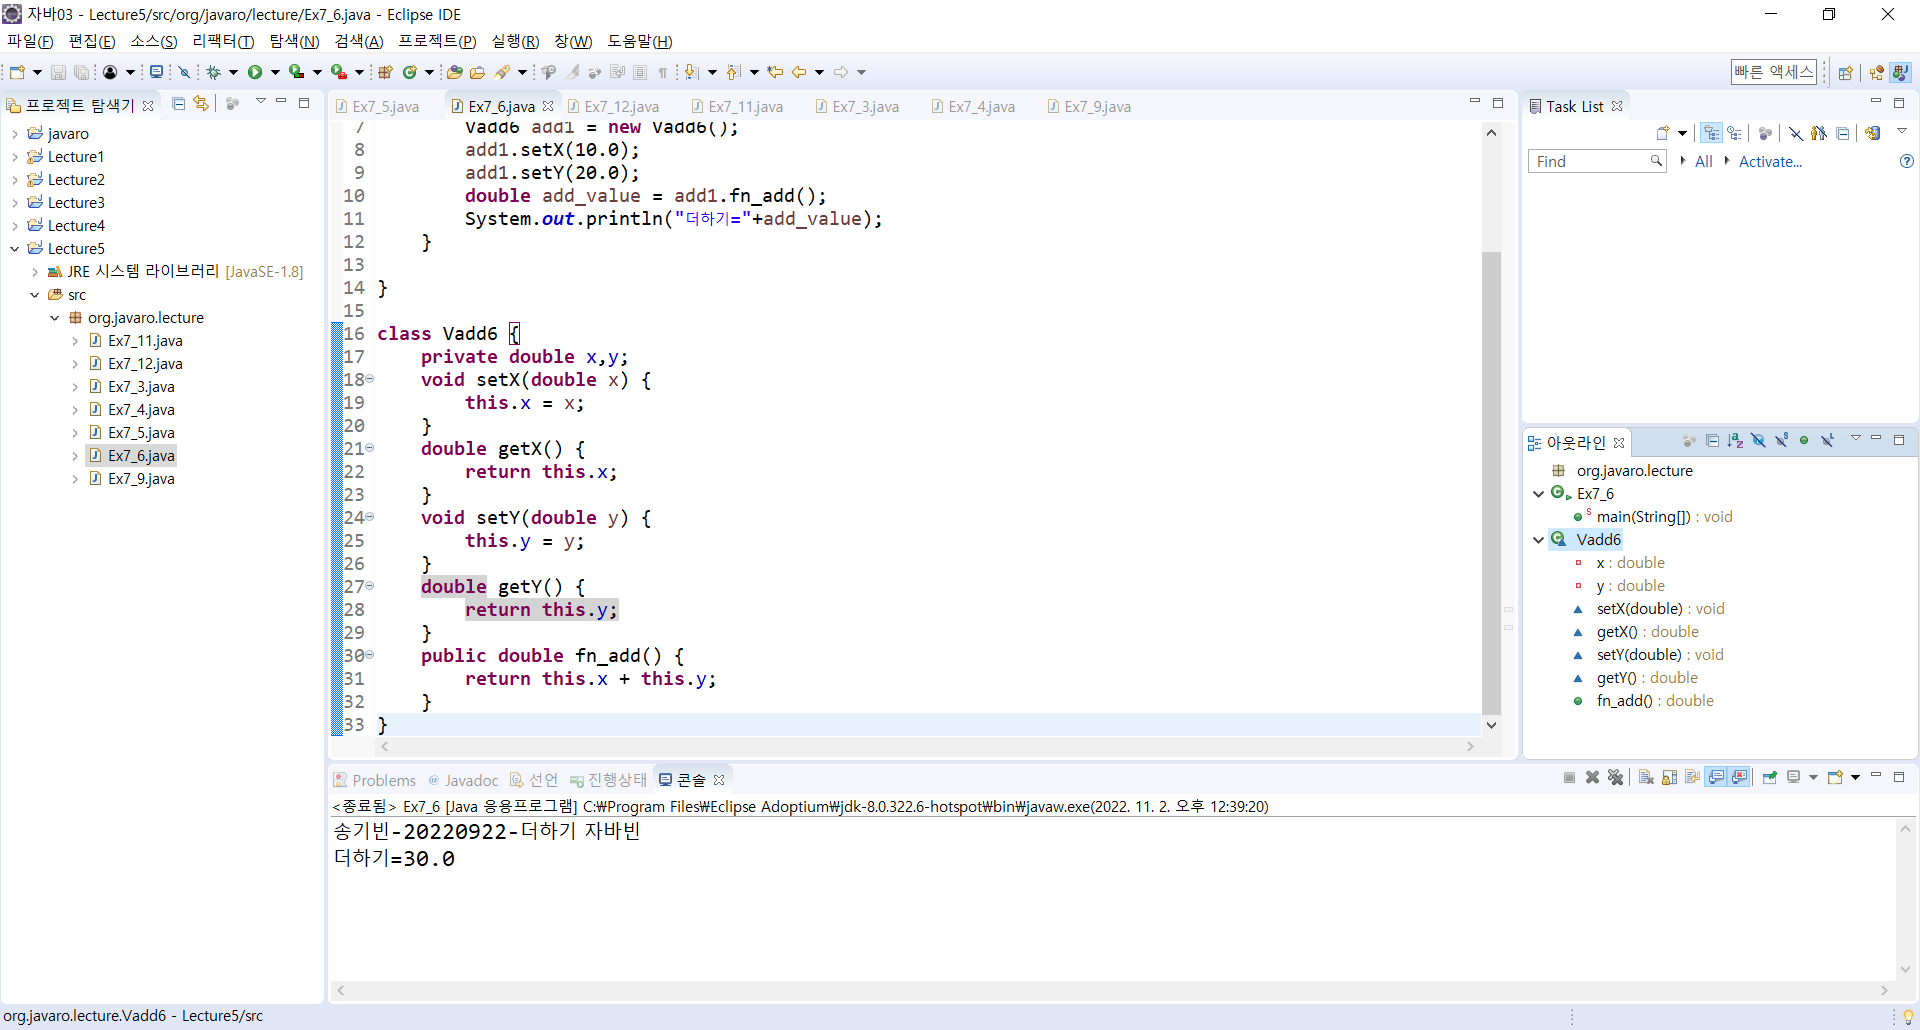 자바03 - Lecture5/src/org/javaro/lecture/Ex7_6.java - Eclipse IDE
파일(F) 편집(E) 소스(S) 리팩터(T) 탐색(N) 검색(A) 프로젝트(P) 실행(R) 창(W) 도움말(H)
빠른 액세스
프로젝트 탐색기
javaro
Lecture1
Lecture2
Lecture3
Lecture4
Lecture5
JRE 시스템 라이브러리 [JavaSE-1.8]
src
org.javaro.lecture
Ex7_11.java
Ex7_12.java
Ex7_3.java
Ex7_4.java
Ex7_5.java
Ex7_6.java
Ex7_9.java
Ex7_5.java Ex7_6.java Ex7_12.java Ex7_11.java Ex7_3.java Ex7_4.java Ex7_9.java
7 Vadd6 add1 = new Vadd6();
8 add1.setX(10.0);
9 add1.setY(20.0);
10 double add_value = add1.fn_add();
11 System.out.println("더하기="+add_value);
12 }
13
14 }
15
16 class Vadd6 {
17 private double x,y;
18 void setX(double x) {
19 this.x = x;
20 }
21 double getX() {
22 return this.x;
23 }
24 void setY(double y) {
25 this.y = y;
26 }
27 double getY() {
28 return this.y;
29 }
30 public double fn_add() {
31 return this.x + this.y;
32 }
33 }
Task List
Find All Activate...
아웃라인
org.javaro.lecture
Ex7_6
main(String[]) : void
Vadd6
x : double
y : double
setX(double) : void
getX() : double
setY(double) : void
getY() : double
fn_add() : double
Problems @ Javadoc 선언 진행상태 콘솔
<종료됨> Ex7_6 [Java 응용프로그램] C:₩Program Files₩Eclipse Adoptium₩jdk-8.0.322.6-hotspot₩bin₩javaw.exe(2022. 11. 2. 오후 12:39:20)
송기빈-20220922-더하기 자바빈
더하기=30.0
org.javaro.lecture.Vadd6 - Lecture5/src